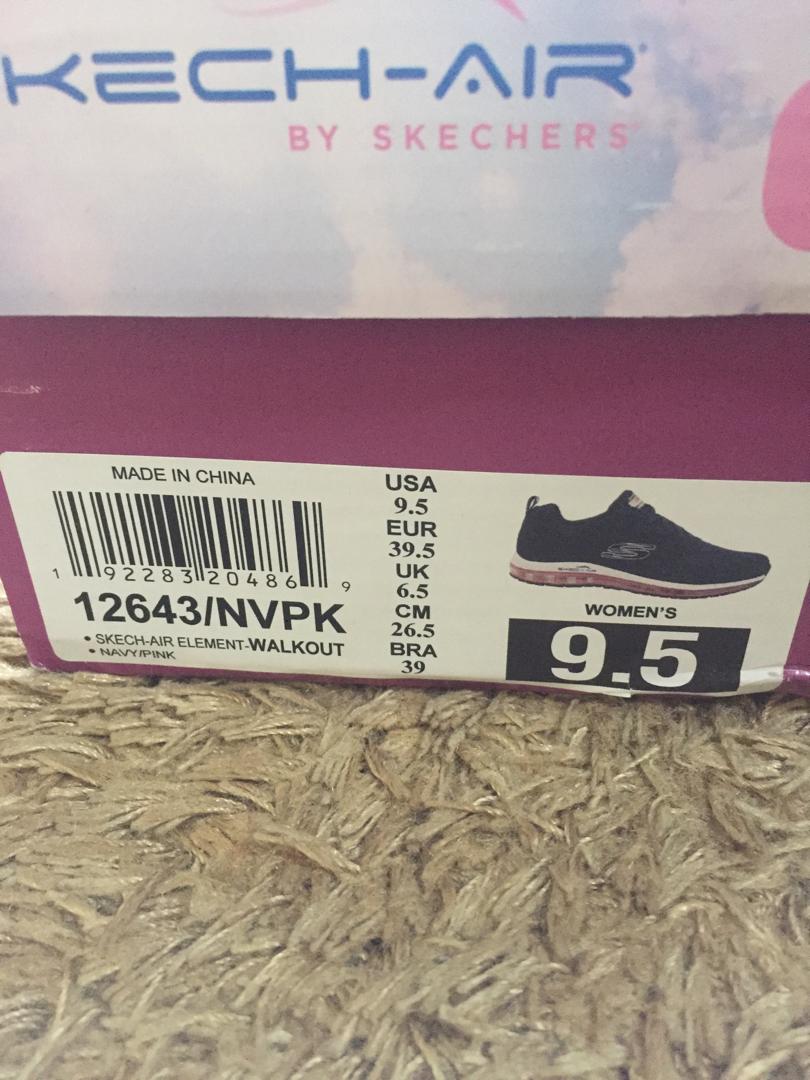 KECH-AIR
BY SKECHERS
MADE IN CHINA
1 92283 20486 9
12643/NVPK
• SKECH-AIR ELEMENT-WALKOUT
• NAVY/PINK
USA
9.5
EUR
39.5
UK
6.5
CM
26.5
BRA
39
WOMEN'S
9.5